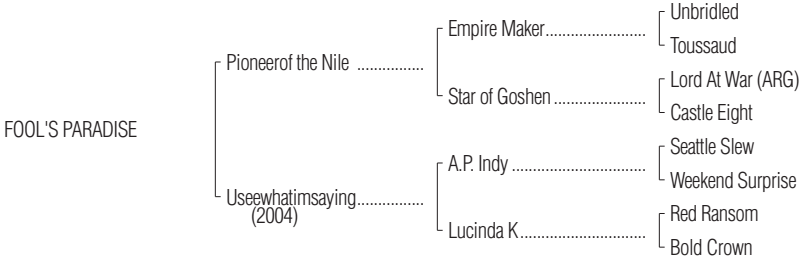 Unbridled
Empire Maker......................
Toussaud
Pioneerof the Nile ................
Lord At War (ARG)
Star of Goshen ......................
Castle Eight
FOOL'S PARADISE
Seattle Slew
A.P. Indy ................................
Weekend Surprise
Useewhatimsaying................
(2004)
Red Ransom
Lucinda K..............................
Bold Crown